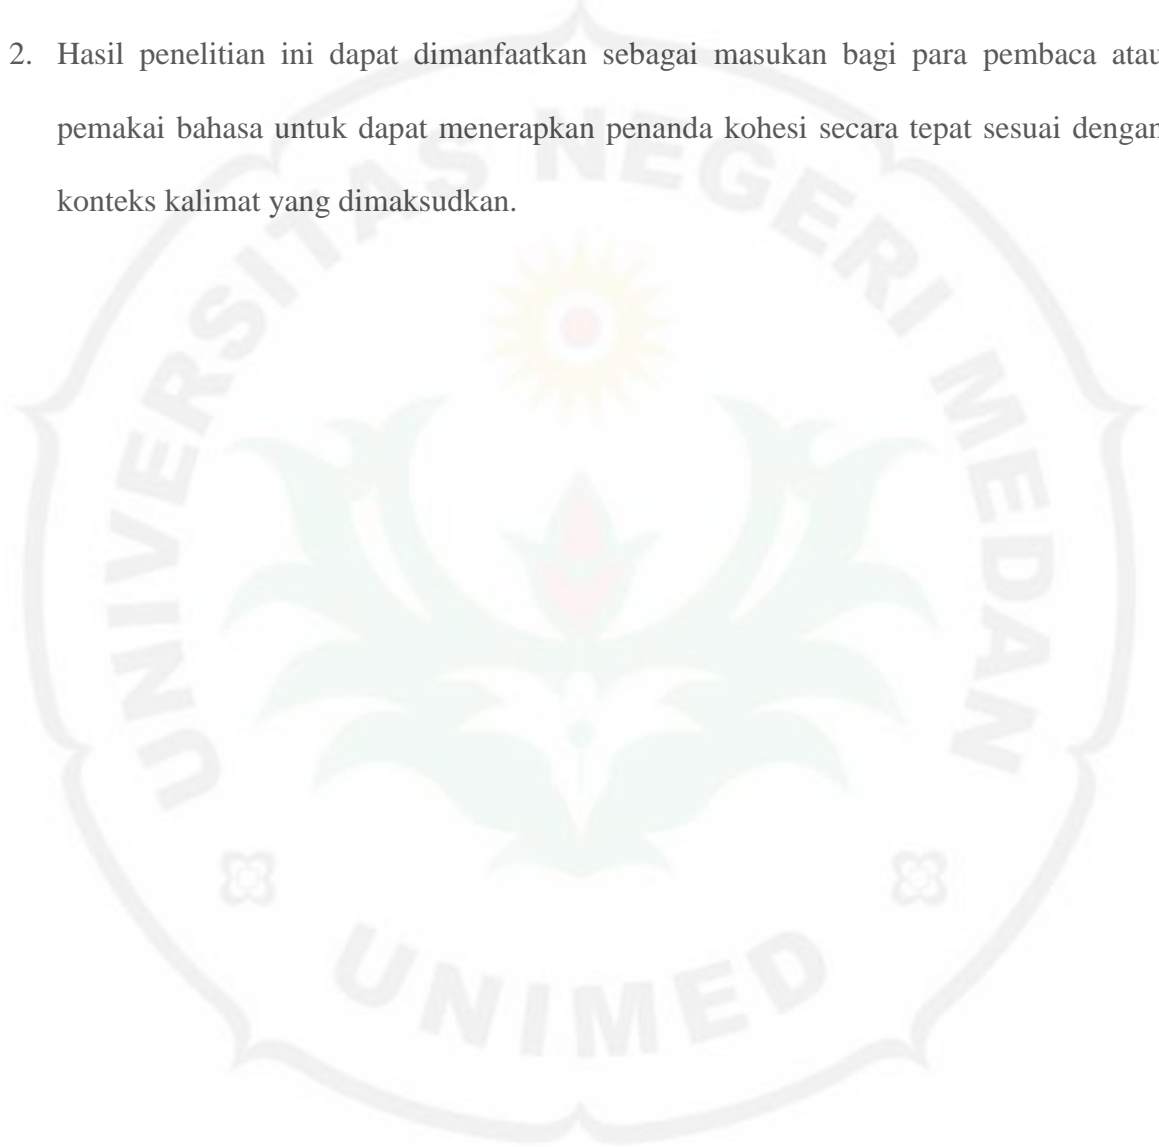 2. Hasil penelitian ini dapat dimanfaatkan sebagai masukan bagi para pembaca atau
pemakai bahasa untuk dapat menerapkan penanda kohesi secara tepat sesuai dengan
konteks kalimat yang dimaksudkan.
UNIVERSITAS NEGERI MEDAN
UNIMED